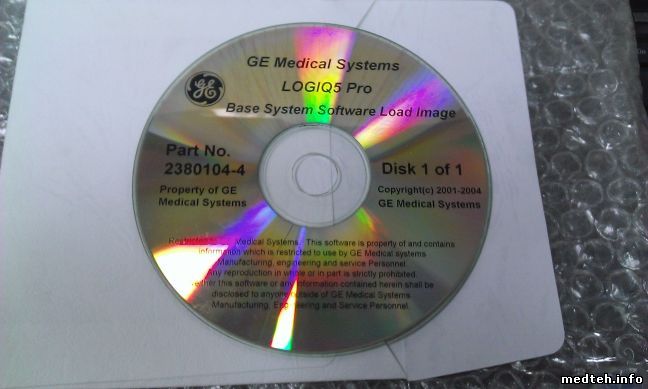 GE Medical Systems
LOGIQ5 Pro
Base System Software Load Image
Part No.
2380104-4
Disk 1 of 1
Property of GE
Medical Systems
Copyright(c) 2001-2004
GE Medical Systems
Restricted to GE Medical Systems. This software is property of and contains
information which is restricted to use by GE Medical systems
Manufacturing, engineering and service Personnel.
Any reproduction in whole or in part is strictly prohibited.
Neither this software or any information contained herein shall be
disclosed to anyone outside of GE Medical Systems
Manufacturing, Engineering and Service Personnel.
medteh.info